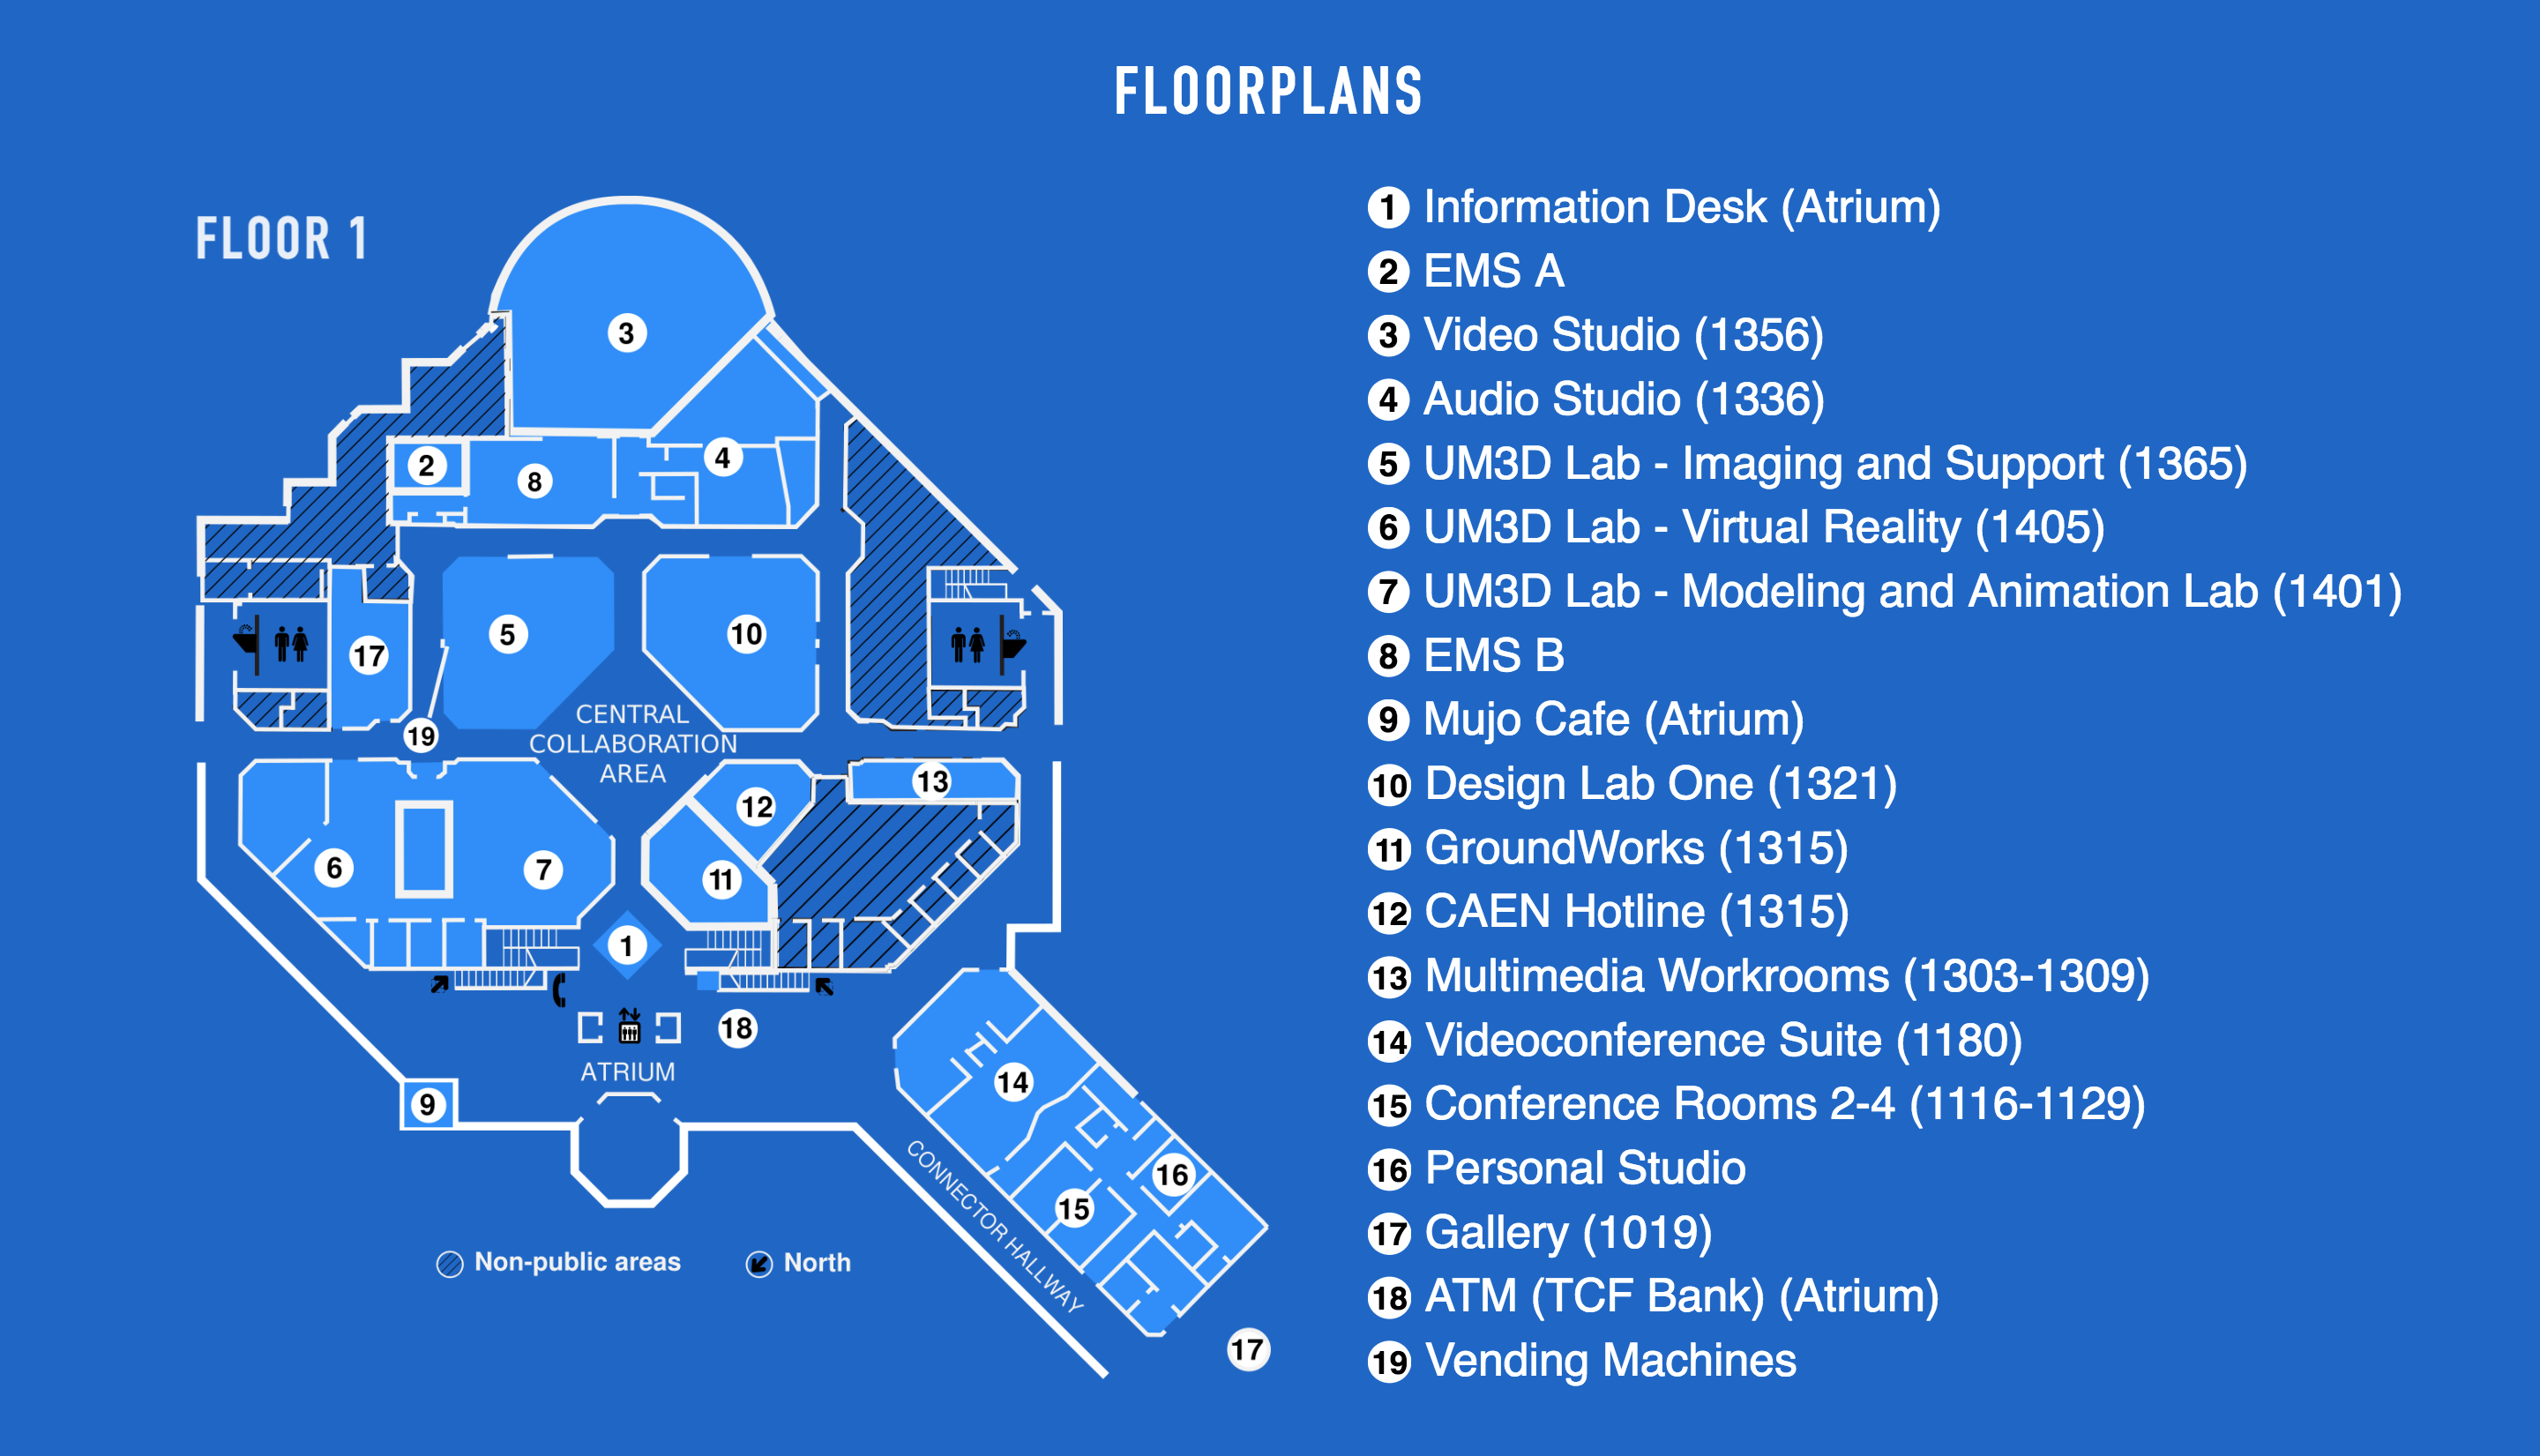 FLOORPLANS
FLOOR 1
3
2
8
4
17
5
10
19
CENTRAL
COLLABORATION
AREA
12
13
6
7
11
1
18
ATRIUM
9
14
16
15
CONNECTOR HALLWAY
17
Non-public areas
North
1 Information Desk (Atrium)
2 EMS A
3 Video Studio (1356)
4 Audio Studio (1336)
5 UM3D Lab - Imaging and Support (1365)
6 UM3D Lab - Virtual Reality (1405)
7 UM3D Lab - Modeling and Animation Lab (1401)
8 EMS B
9 Mujo Cafe (Atrium)
10 Design Lab One (1321)
11 GroundWorks (1315)
12 CAEN Hotline (1315)
13 Multimedia Workrooms (1303-1309)
14 Videoconference Suite (1180)
15 Conference Rooms 2-4 (1116-1129)
16 Personal Studio
17 Gallery (1019)
18 ATM (TCF Bank) (Atrium)
19 Vending Machines